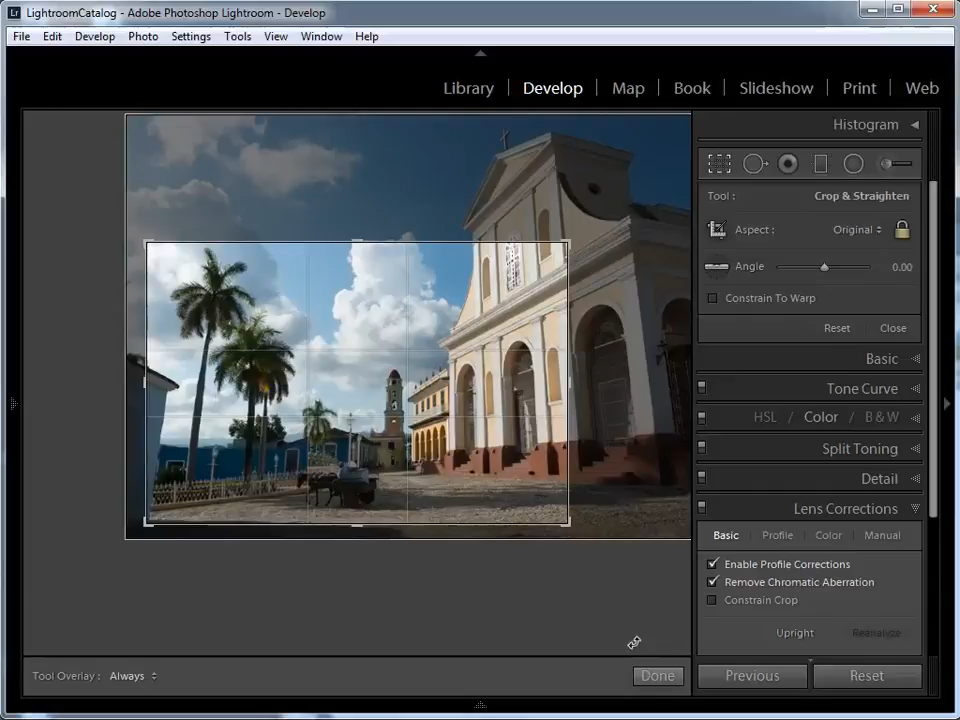 LightroomCatalog - Adobe Photoshop Lightroom - Develop
File Edit Develop Photo Settings Tools View Window Help
Library | Develop | Map | Book | Slideshow | Print | Web
Histogram
Tool : Crop & Straighten
Aspect : Original
Angle 0.00
Constrain To Warp
Reset Close
Basic
Tone Curve
HSL / Color / B & W
Split Toning
Detail
Lens Corrections
Basic Profile Color Manual
Enable Profile Corrections
Remove Chromatic Aberration
Constrain Crop
Upright Reanalyze
Tool Overlay : Always Done Previous Reset